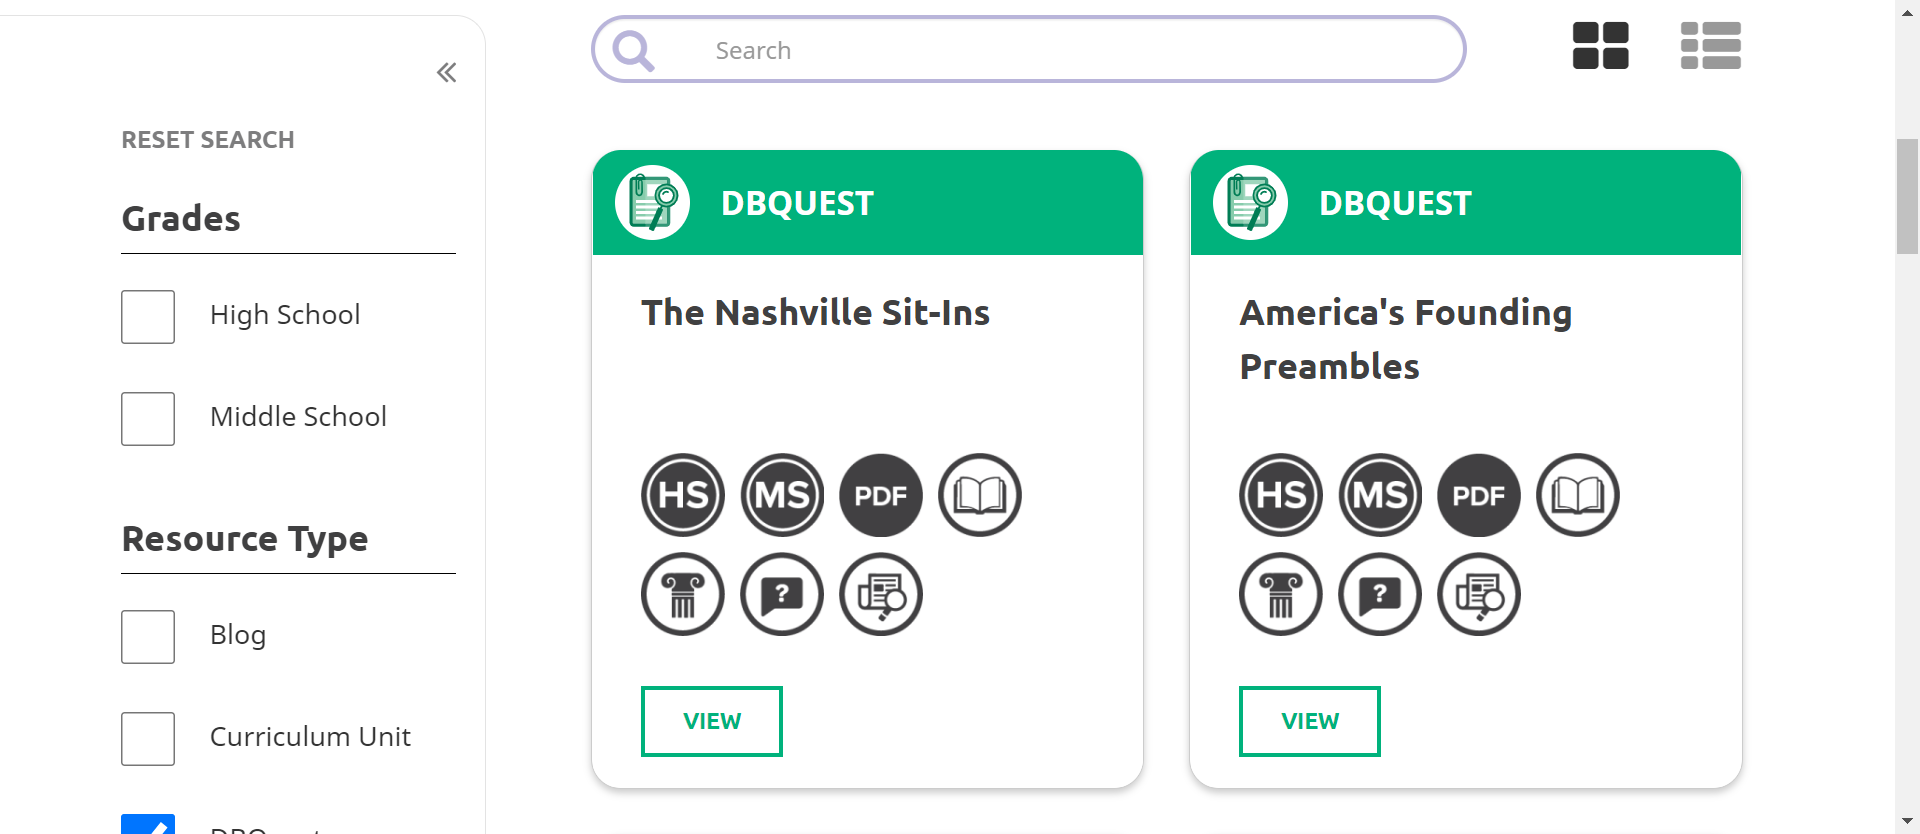 Search
RESET SEARCH
Grades
High School
Middle School
Resource Type
Blog
Curriculum Unit
DBQUEST
The Nashville Sit-Ins
HS MS PDF
?
VIEW
DBQUEST
America's Founding
Preambles
HS MS PDF
?
VIEW